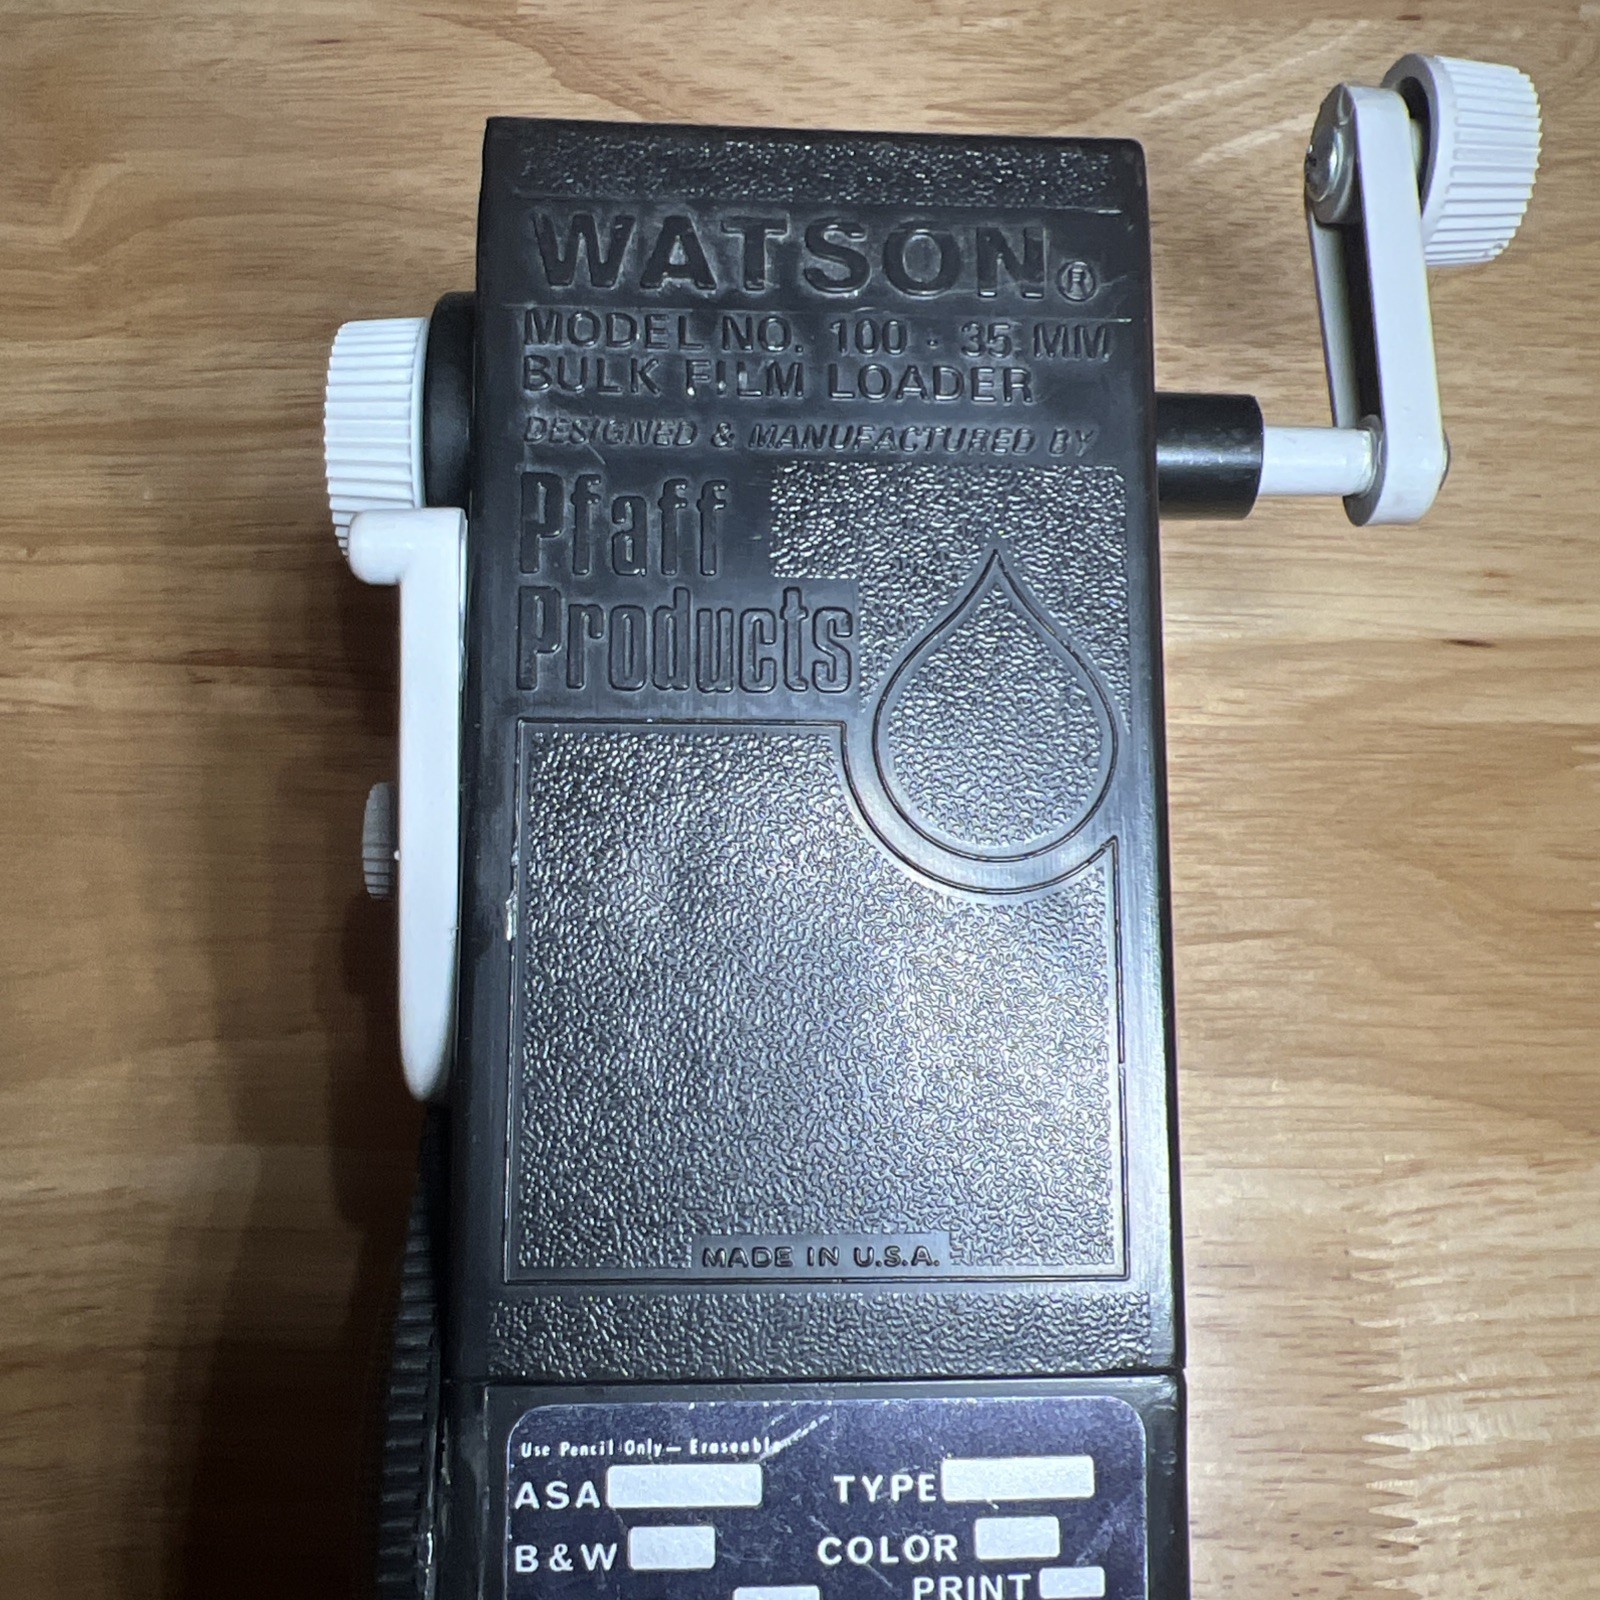 WATSON®
MODEL NO. 100 · 35 MM
BULK FILM LOADER
DESIGNED & MANUFACTURED BY
Pfaff
Products
MADE IN U.S.A.
Use Pencil Only — Eraseable
ASA TYPE
B & W COLOR
PRINT